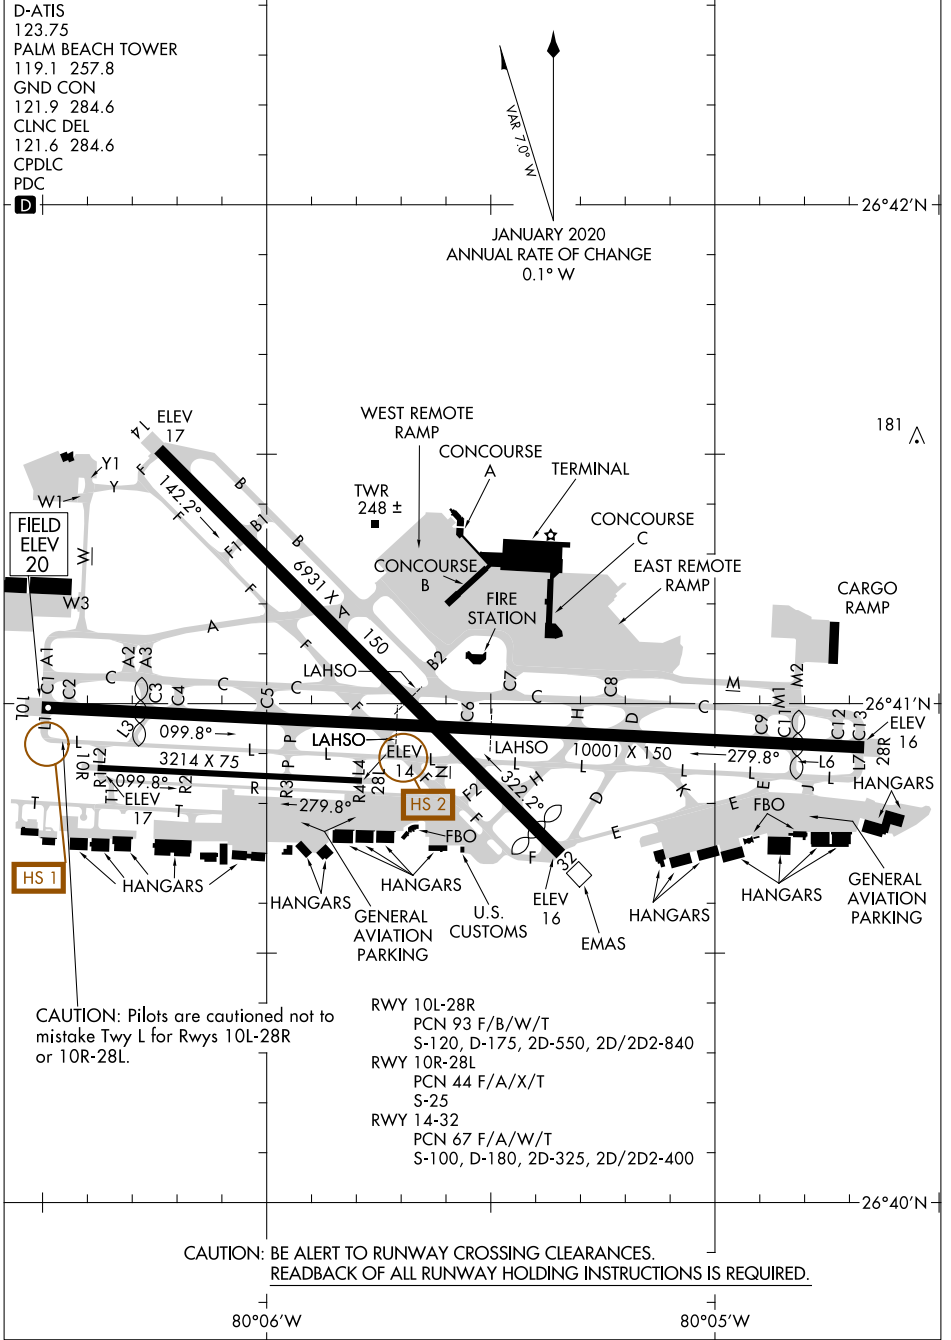 D-ATIS
123.75
PALM BEACH TOWER
119.1 257.8
GND CON
121.9 284.6
CLNC DEL
121.6 284.6
CPDLC
PDC
D
VAR 7.0° W
26°42'N
JANUARY 2020
ANNUAL RATE OF CHANGE
0.1° W
14
ELEV
17
WEST REMOTE
RAMP
CONCOURSE
A
TERMINAL
181
Y1
Y
W1
F
B
142.2°
TWR
248 ±
F
B1
B
CONCOURSE
C
FIELD
ELEV
20
W
F1
F
6931 X
A
150
CONCOURSE
B
FIRE
STATION
EAST REMOTE
RAMP
CARGO
RAMP
W3
A
F
B2
LAHSO
A1
A2
A3
C7
C8
M
M1
M2
C1
C2
C
C3
C4
C
C5
C
F
C6
C
H
D
C
C9
C11
C12
C13
26°41'N
10L
L1
L3
099.8°
P
LAHSO
ELEV
14
LAHSO
10001 X 150
279.8°
L6
L7
28R
ELEV
16
L
10R
L2
R1
3214 X 75
L
P
L
L4
28L
R4
F
L
N
L
L
L
K
L
L
E
J
HANGARS
099.8°
R2
R
R3
279.8°
T
T
ELEV
17
T
HS 2
F2
F
322.2°
H
D
E
E
FBO
FBO
F
32
HS 1
HANGARS
HANGARS
GENERAL
AVIATION
PARKING
HANGARS
U.S.
CUSTOMS
ELEV
16
EMAS
HANGARS
HANGARS
GENERAL
AVIATION
PARKING
CAUTION: Pilots are cautioned not to
mistake Twy L for Rwys 10L-28R
or 10R-28L.
RWY 10L-28R
PCN 93 F/B/W/T
S-120, D-175, 2D-550, 2D/2D2-840
RWY 10R-28L
PCN 44 F/A/X/T
S-25
RWY 14-32
PCN 67 F/A/W/T
S-100, D-180, 2D-325, 2D/2D2-400
26°40'N
CAUTION: BE ALERT TO RUNWAY CROSSING CLEARANCES.
READBACK OF ALL RUNWAY HOLDING INSTRUCTIONS IS REQUIRED.
80°06'W
80°05'W